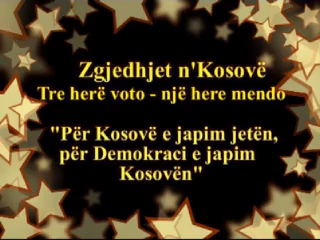 Zgjedhjet n'Kosovë
Tre herë voto - një here mendo
"Për Kosovë e japim jetën,
për Demokraci e japim
Kosovën"